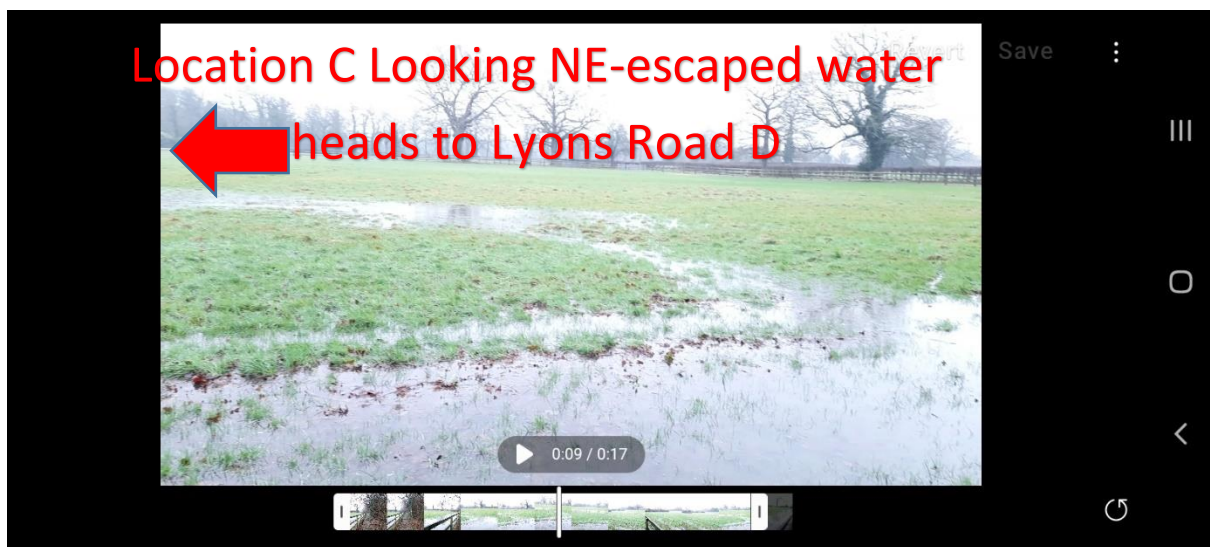 Revert Save
Location C Looking NE-escaped water
heads to Lyons Road D
0:09 / 0:17